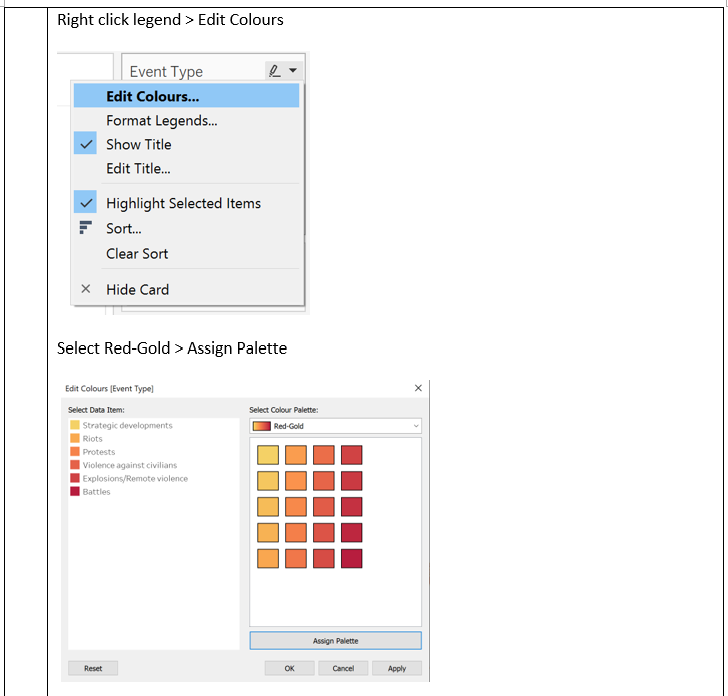 Right click legend > Edit Colours
Event Type
Edit Colours...
Format Legends...
Show Title
Edit Title...
Highlight Selected Items
Sort...
Clear Sort
Hide Card
Select Red-Gold > Assign Palette
Edit Colours [Event Type]
Select Data Item:
Strategic developments
Riots
Protests
Violence against civilians
Explosions/Remote violence
Battles
Select Colour Palette:
Red-Gold
Assign Palette
Reset
OK
Cancel
Apply